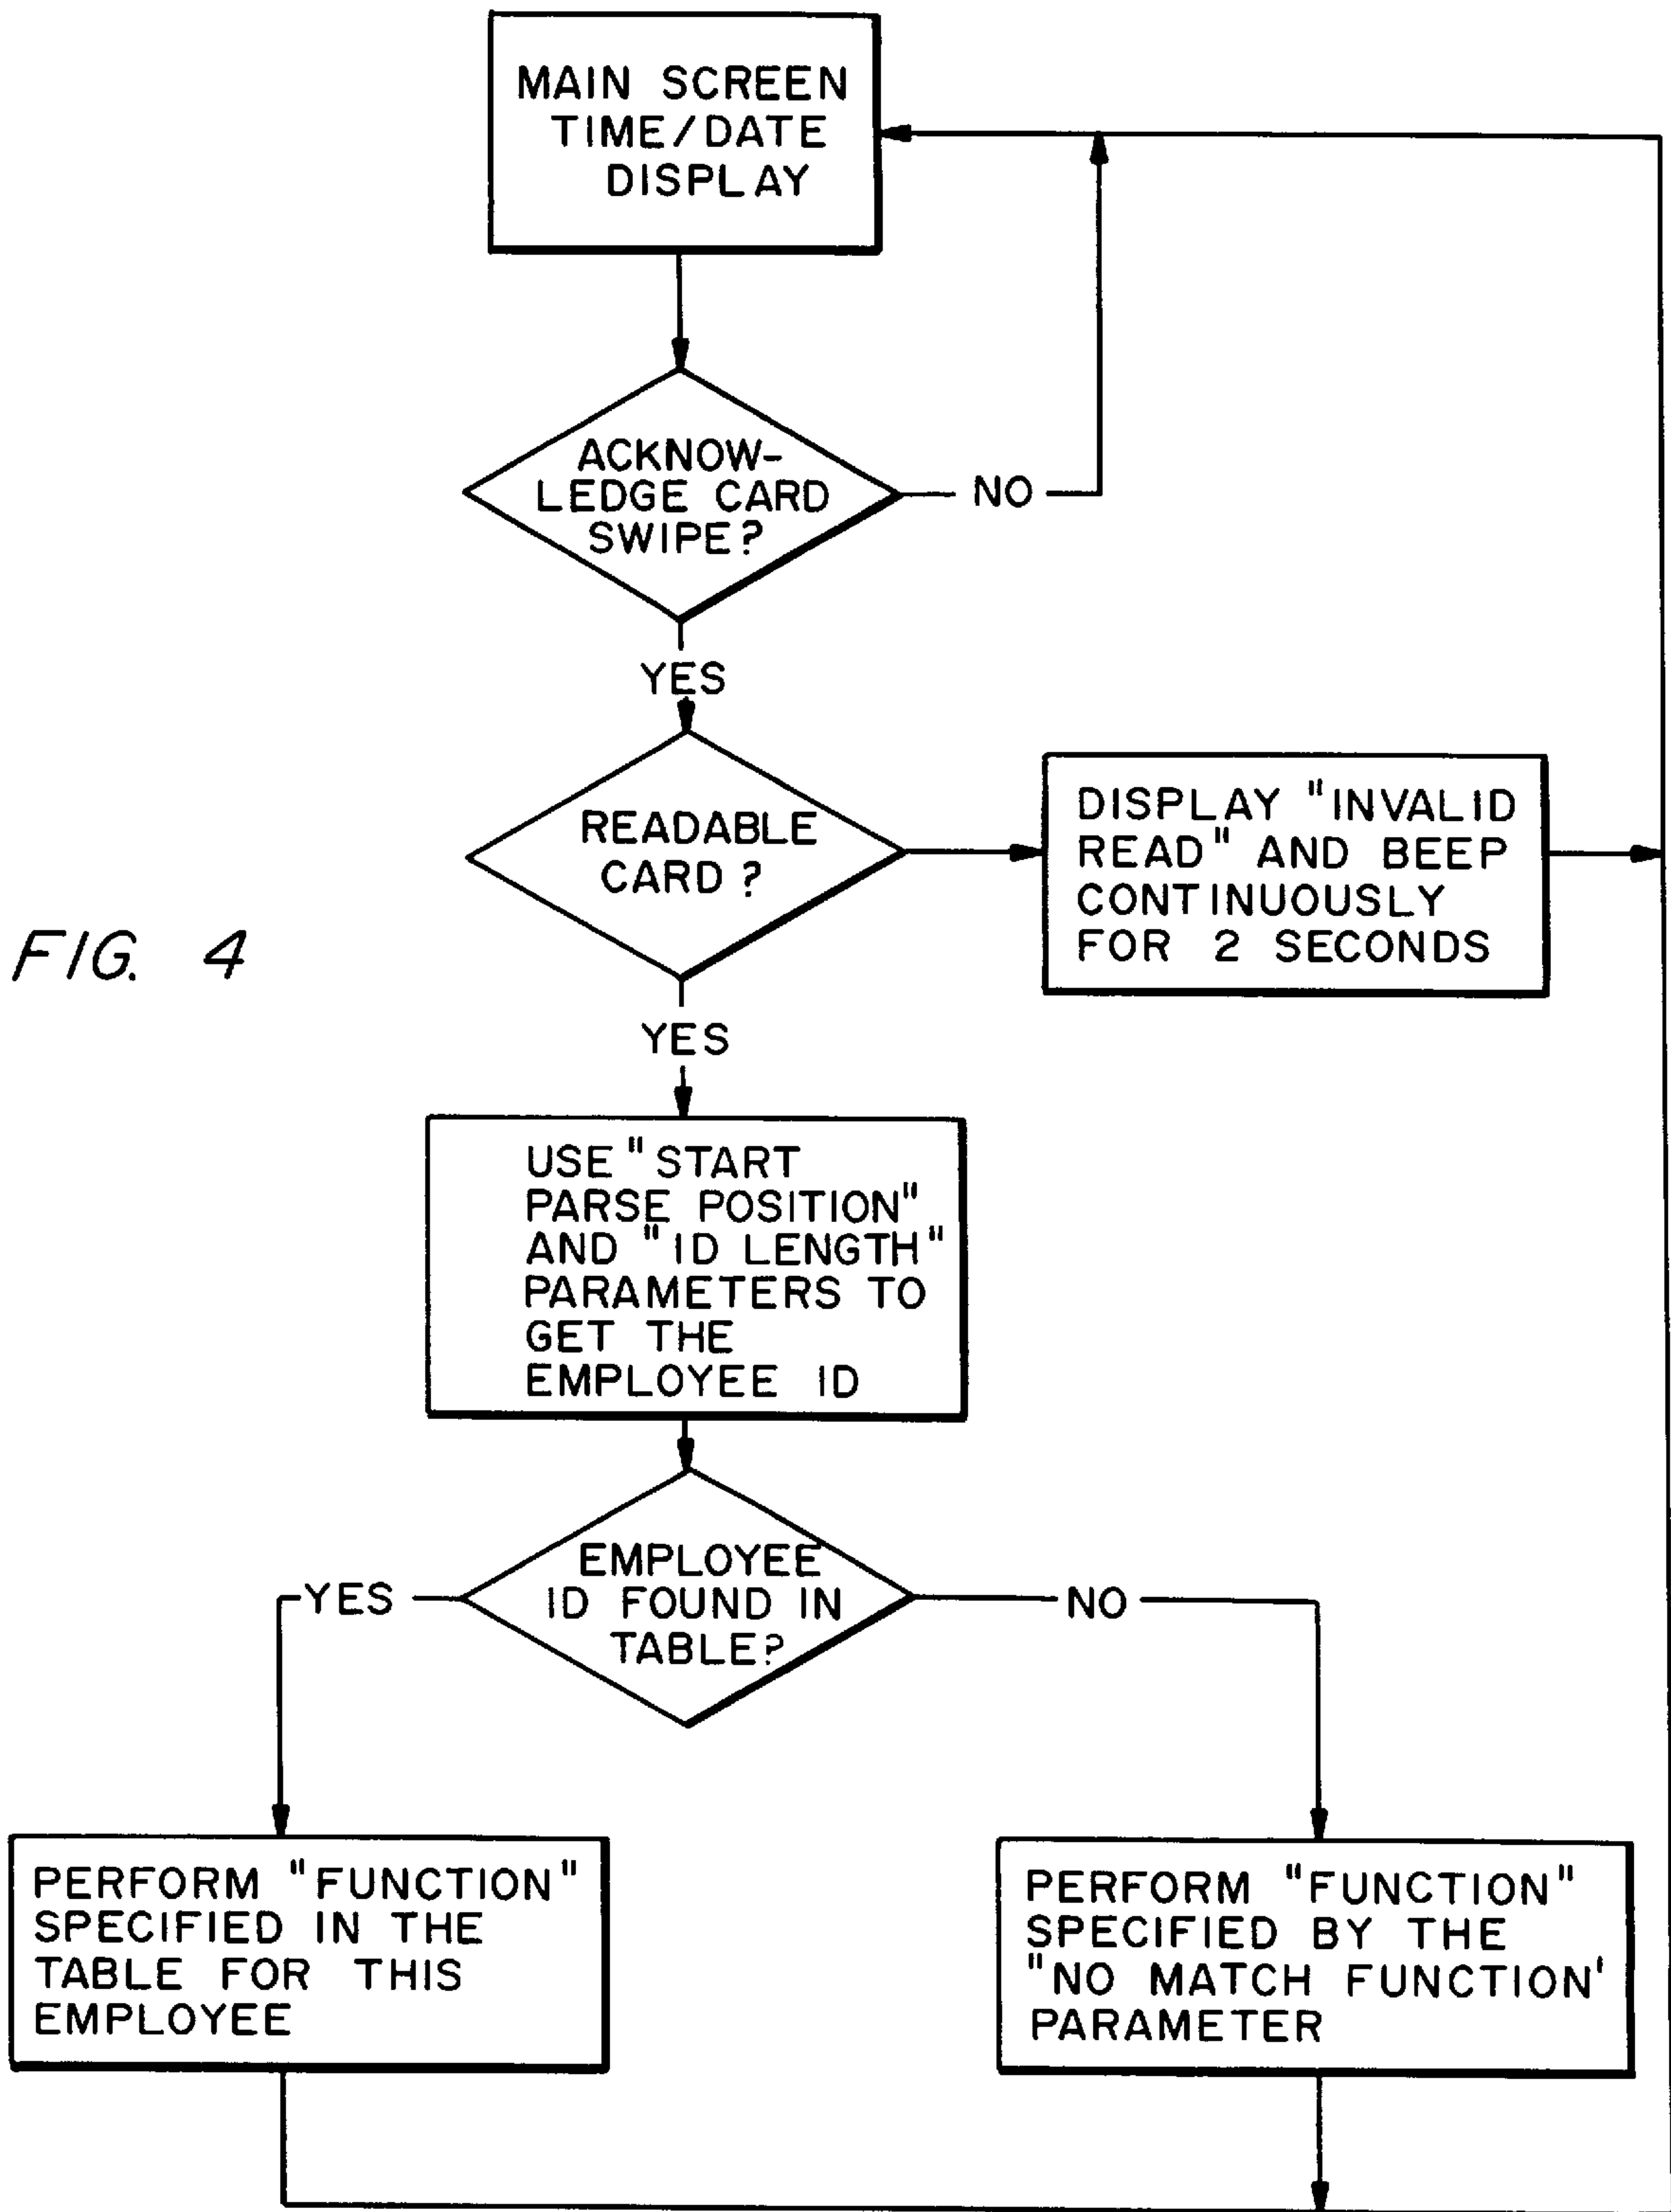 MAIN SCREEN
TIME/DATE
DISPLAY
ACKNOW-
LEDGE CARD
SWIPE?
NO
YES
READABLE
CARD ?
DISPLAY "INVALID
READ" AND BEEP
CONTINUOUSLY
FOR 2 SECONDS
FIG. 4
YES
USE "START
PARSE POSITION"
AND "ID LENGTH"
PARAMETERS TO
GET THE
EMPLOYEE ID
EMPLOYEE
ID FOUND IN
TABLE?
YES
NO
PERFORM "FUNCTION"
SPECIFIED IN THE
TABLE FOR THIS
EMPLOYEE
PERFORM "FUNCTION"
SPECIFIED BY THE
"NO MATCH FUNCTION'
PARAMETER